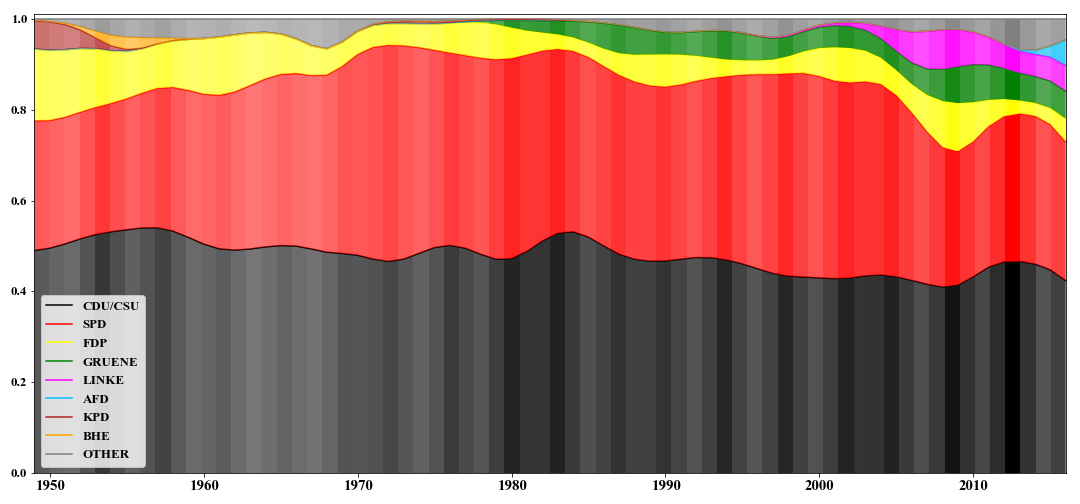 1.0
0.8
0.6
0.4
0.2
0.0
CDU/CSU
SPD
FDP
GRUENE
LINKE
AFD
KPD
BHE
OTHER
1950 1960 1970 1980 1990 2000 2010